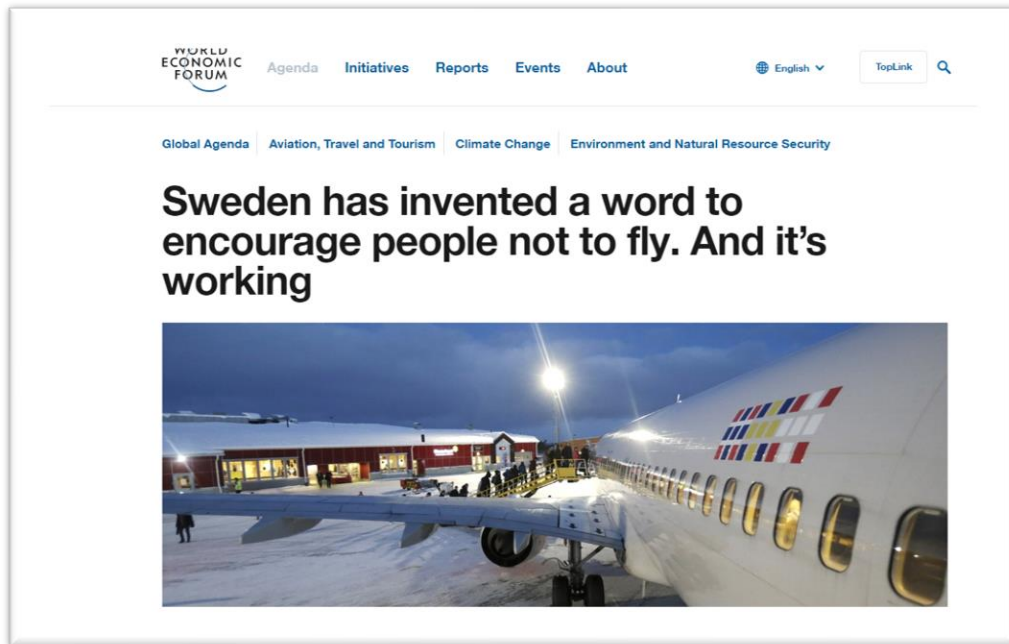 WORLD
ECONOMIC
FORUM
Agenda Initiatives Reports Events About English TopLink
Global Agenda Aviation, Travel and Tourism Climate Change Environment and Natural Resource Security
Sweden has invented a word to
encourage people not to fly. And it’s
working